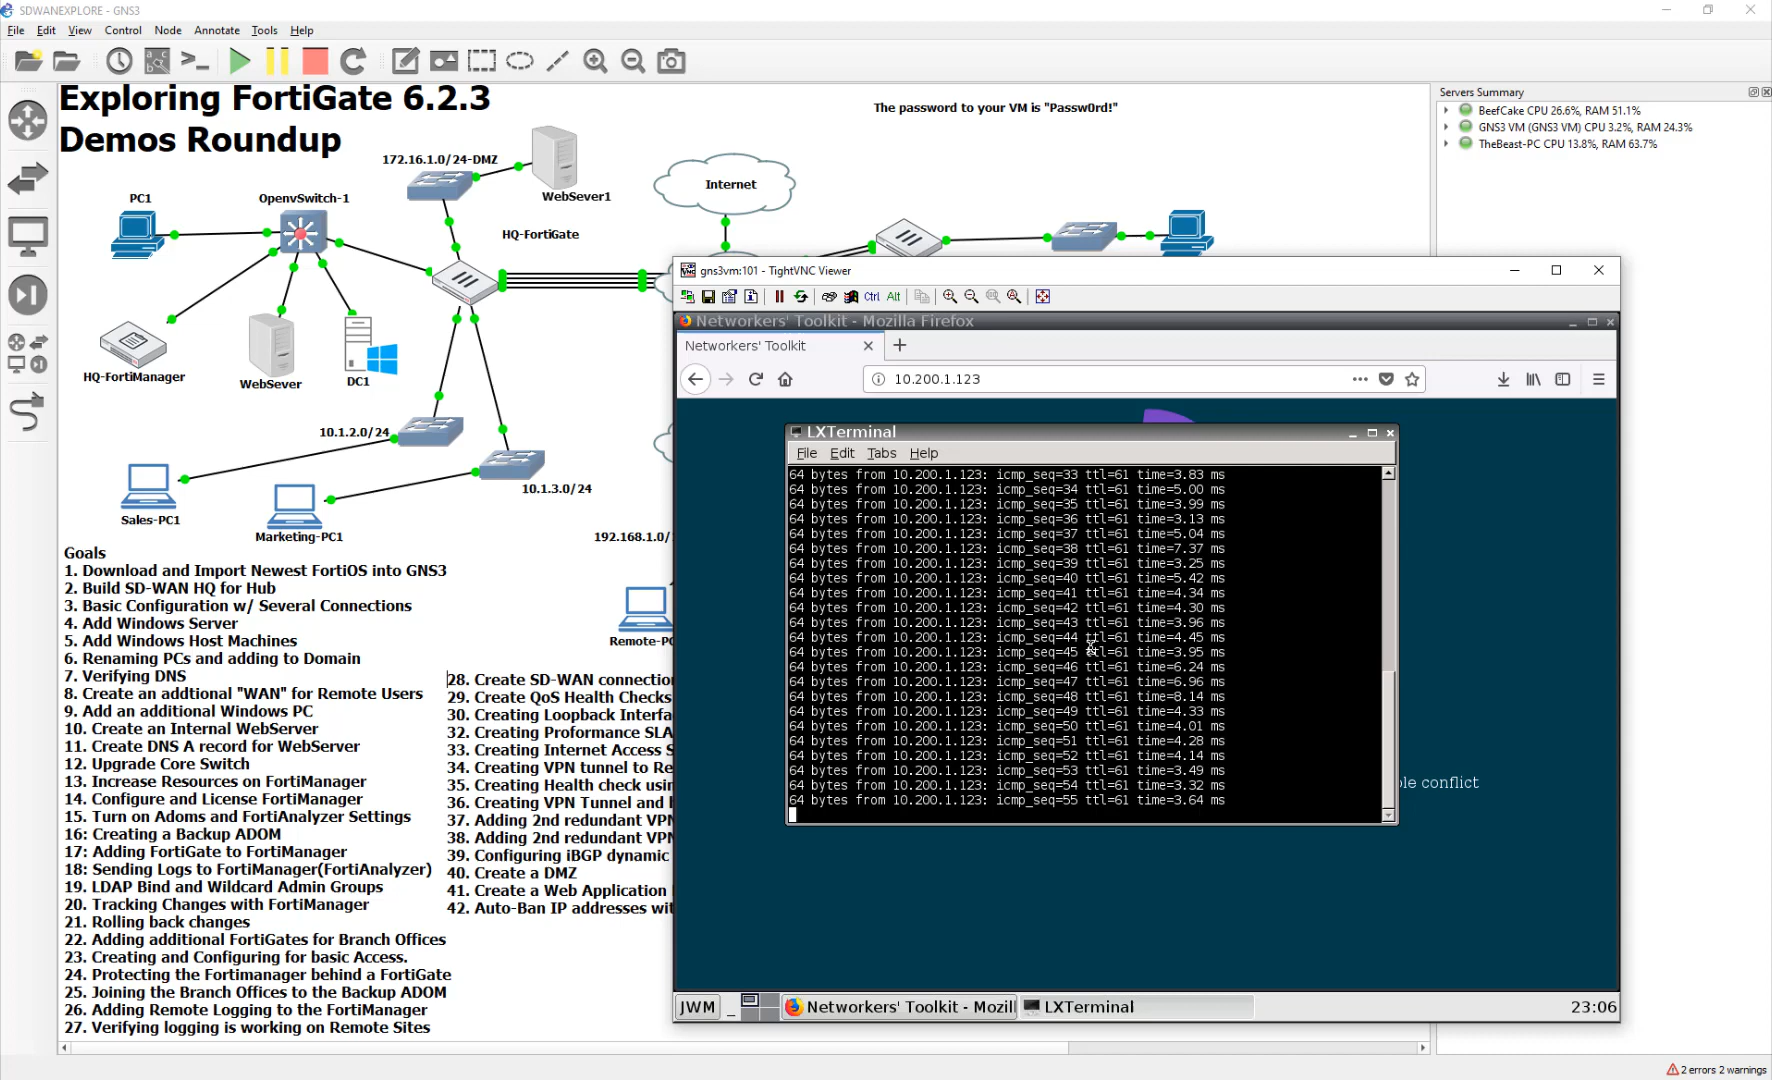 SDWANEXPLORE - GNS3
File Edit View Control Node Annotate Tools Help
Exploring FortiGate 6.2.3
Demos Roundup
The password to your VM is "Passw0rd!"
172.16.1.0/24-DMZ
WebSever1
PC1
OpenvSwitch-1
HQ-FortiGate
Internet
HQ-FortiManager
WebSever
DC1
10.1.2.0/24
10.1.3.0/24
Sales-PC1
Marketing-PC1
192.168.1.0/
Remote-PC
Goals
1. Download and Import Newest FortiOS into GNS3
2. Build SD-WAN HQ for Hub
3. Basic Configuration w/ Several Connections
4. Add Windows Server
5. Add Windows Host Machines
6. Renaming PCs and adding to Domain
7. Verifying DNS
8. Create an addtional "WAN" for Remote Users
9. Add an additional Windows PC
10. Create an Internal WebServer
11. Create DNS A record for WebServer
12. Upgrade Core Switch
13. Increase Resources on FortiManager
14. Configure and License FortiManager
15. Turn on Adoms and FortiAnalyzer Settings
16: Creating a Backup ADOM
17: Adding FortiGate to FortiManager
18: Sending Logs to FortiManager(FortiAnalyzer)
19. LDAP Bind and Wildcard Admin Groups
20. Tracking Changes with FortiManager
21. Rolling back changes
22. Adding additional FortiGates for Branch Offices
23. Creating and Configuring for basic Access.
24. Protecting the Fortimanager behind a FortiGate
25. Joining the Branch Offices to the Backup ADOM
26. Adding Remote Logging to the FortiManager
27. Verifying logging is working on Remote Sites
28. Create SD-WAN connectio
29. Create QoS Health Checks
30. Creating Loopback Interfa
32. Creating Proformance SLA
33. Creating Internet Access S
34. Creating VPN tunnel to Re
35. Creating Health check usin
36. Creating VPN Tunnel and h
37. Adding 2nd redundant VPN
38. Adding 2nd redundant VPN
39. Configuring iBGP dynamic
40. Create a DMZ
41. Create a Web Application
42. Auto-Ban IP addresses wit
Servers Summary
BeefCake CPU 26.6%, RAM 51.1%
GNS3 VM (GNS3 VM) CPU 3.2%, RAM 24.3%
TheBeast-PC CPU 13.8%, RAM 63.7%
gns3vm:101 - TightVNC Viewer
Ctrl Alt
Networkers' Toolkit - Mozilla Firefox
Networkers' Toolkit
10.200.1.123
LXTerminal
File Edit Tabs Help
64 bytes from 10.200.1.123: icmp_seq=33 ttl=61 time=3.83 ms
64 bytes from 10.200.1.123: icmp_seq=34 ttl=61 time=5.00 ms
64 bytes from 10.200.1.123: icmp_seq=35 ttl=61 time=3.99 ms
64 bytes from 10.200.1.123: icmp_seq=36 ttl=61 time=3.13 ms
64 bytes from 10.200.1.123: icmp_seq=37 ttl=61 time=5.04 ms
64 bytes from 10.200.1.123: icmp_seq=38 ttl=61 time=7.37 ms
64 bytes from 10.200.1.123: icmp_seq=39 ttl=61 time=3.25 ms
64 bytes from 10.200.1.123: icmp_seq=40 ttl=61 time=5.42 ms
64 bytes from 10.200.1.123: icmp_seq=41 ttl=61 time=4.34 ms
64 bytes from 10.200.1.123: icmp_seq=42 ttl=61 time=4.30 ms
64 bytes from 10.200.1.123: icmp_seq=43 ttl=61 time=3.96 ms
64 bytes from 10.200.1.123: icmp_seq=44 ttl=61 time=4.45 ms
64 bytes from 10.200.1.123: icmp_seq=45 ttl=61 time=3.95 ms
64 bytes from 10.200.1.123: icmp_seq=46 ttl=61 time=6.24 ms
64 bytes from 10.200.1.123: icmp_seq=47 ttl=61 time=6.96 ms
64 bytes from 10.200.1.123: icmp_seq=48 ttl=61 time=8.14 ms
64 bytes from 10.200.1.123: icmp_seq=49 ttl=61 time=4.33 ms
64 bytes from 10.200.1.123: icmp_seq=50 ttl=61 time=4.01 ms
64 bytes from 10.200.1.123: icmp_seq=51 ttl=61 time=4.28 ms
64 bytes from 10.200.1.123: icmp_seq=52 ttl=61 time=4.14 ms
64 bytes from 10.200.1.123: icmp_seq=53 ttl=61 time=3.49 ms
64 bytes from 10.200.1.123: icmp_seq=54 ttl=61 time=3.32 ms
64 bytes from 10.200.1.123: icmp_seq=55 ttl=61 time=3.64 ms
ble conflict
JWM Networkers' Toolkit - Mozill LXTerminal 23:06
2 errors 2 warnings